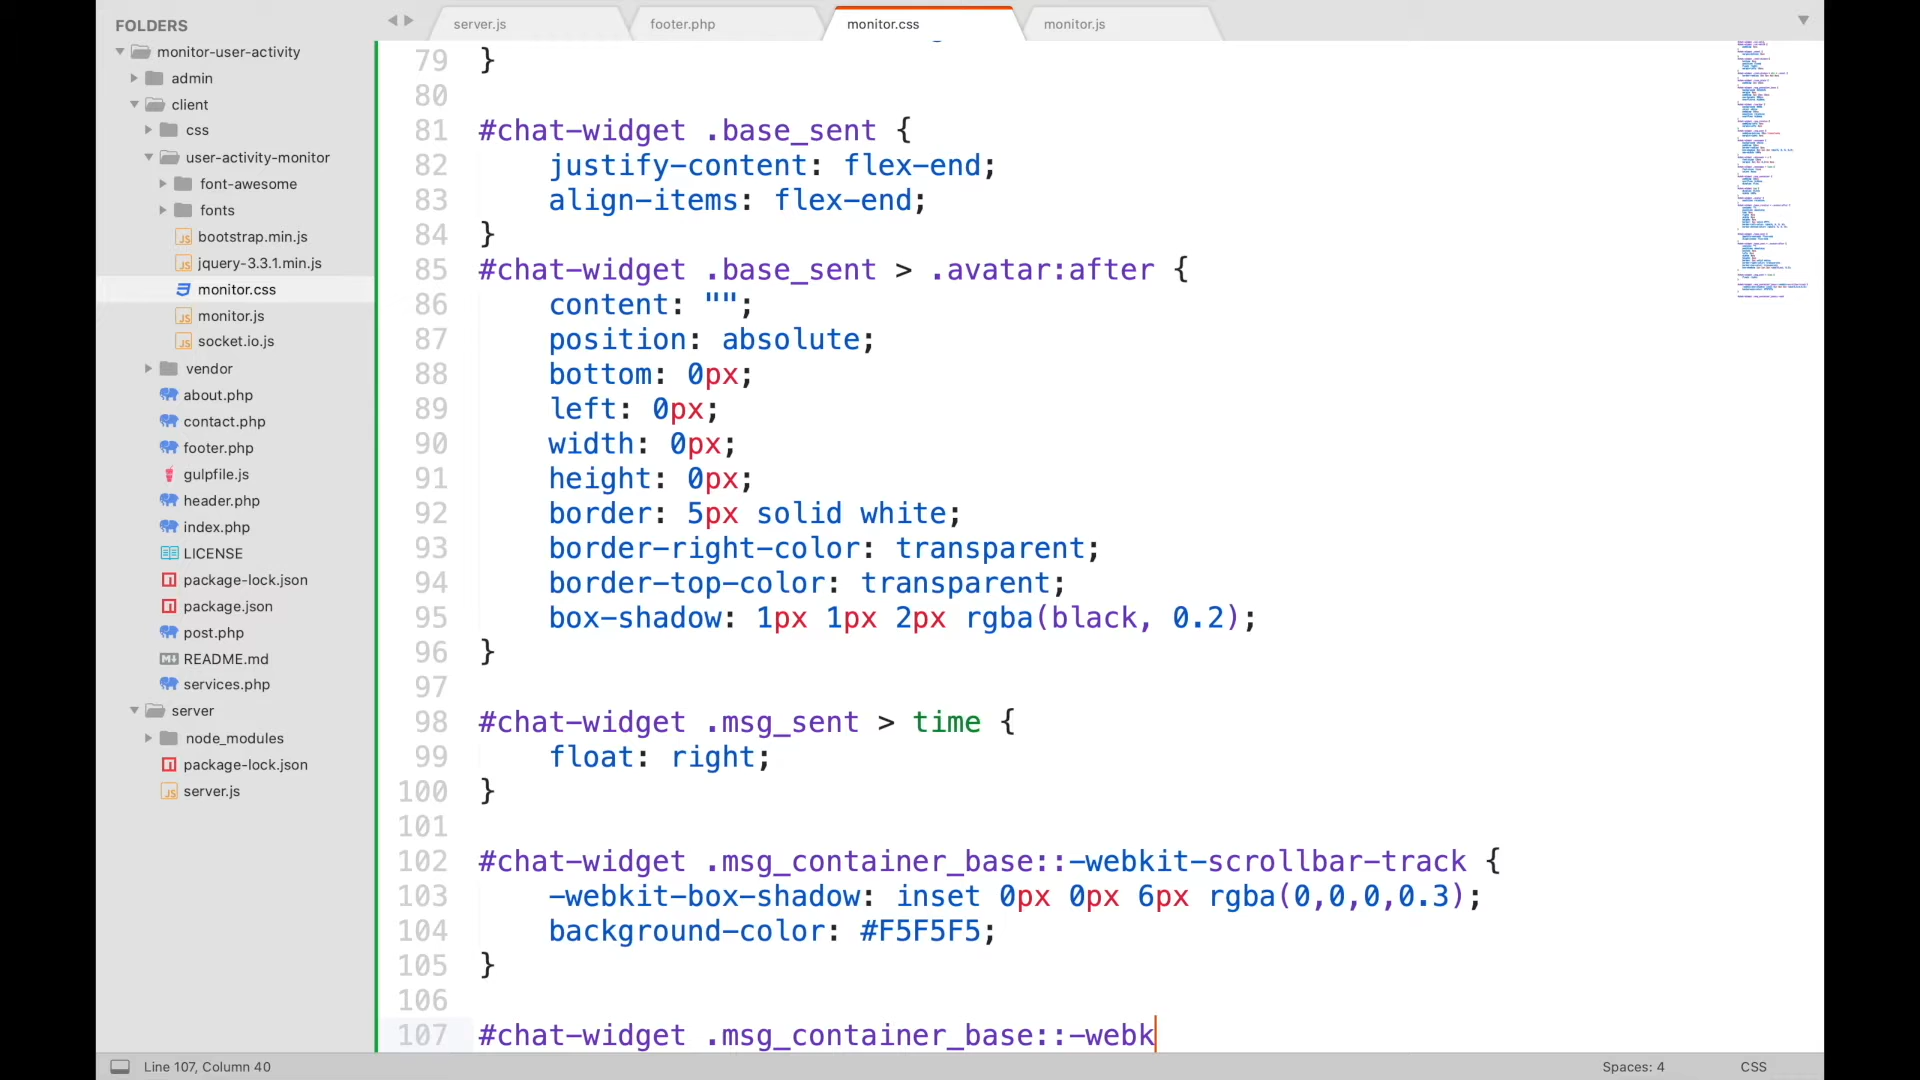 FOLDERS
monitor-user-activity
admin
client
css
user-activity-monitor
font-awesome
fonts
bootstrap.min.js
jquery-3.3.1.min.js
monitor.css
monitor.js
socket.io.js
vendor
about.php
contact.php
footer.php
gulpfile.js
header.php
index.php
LICENSE
package-lock.json
package.json
post.php
README.md
services.php
server
node_modules
package-lock.json
server.js
server.js
footer.php
monitor.css
monitor.js
79 }
80
81 #chat-widget .base_sent {
82 justify-content: flex-end;
83 align-items: flex-end;
84 }
85 #chat-widget .base_sent > .avatar:after {
86 content: "";
87 position: absolute;
88 bottom: 0px;
89 left: 0px;
90 width: 0px;
91 height: 0px;
92 border: 5px solid white;
93 border-right-color: transparent;
94 border-top-color: transparent;
95 box-shadow: 1px 1px 2px rgba(black, 0.2);
96 }
97
98 #chat-widget .msg_sent > time {
99 float: right;
100 }
101
102 #chat-widget .msg_container_base::-webkit-scrollbar-track {
103 -webkit-box-shadow: inset 0px 0px 6px rgba(0,0,0,0.3);
104 background-color: #F5F5F5;
105 }
106
107 #chat-widget .msg_container_base::-webk
Line 107, Column 40
Spaces: 4
CSS